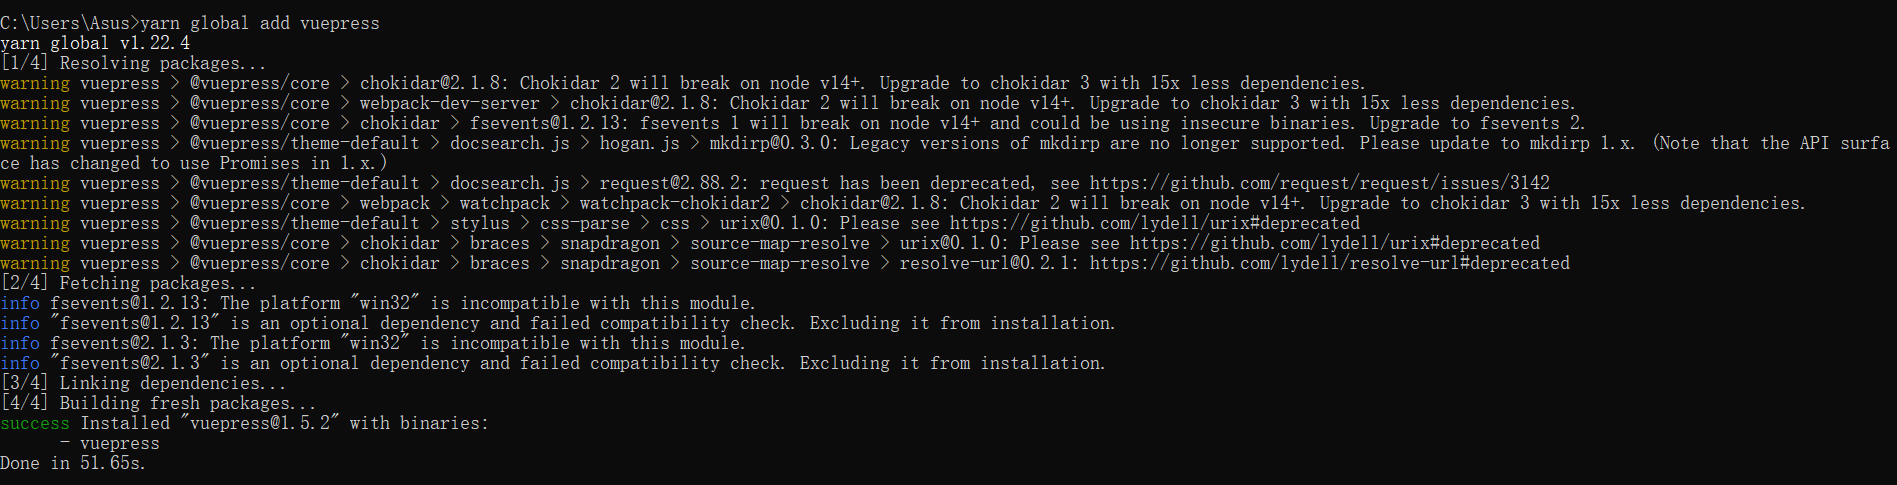 C:\Users\Asus>yarn global add vuepress
yarn global v1.22.4
[1/4] Resolving packages...
warning vuepress > @vuepress/core > chokidar@2.1.8: Chokidar 2 will break on node v14+. Upgrade to chokidar 3 with 15x less dependencies.
warning vuepress > @vuepress/core > webpack-dev-server > chokidar@2.1.8: Chokidar 2 will break on node v14+. Upgrade to chokidar 3 with 15x less dependencies.
warning vuepress > @vuepress/core > chokidar > fsevents@1.2.13: fsevents 1 will break on node v14+ and could be using insecure binaries. Upgrade to fsevents 2.
warning vuepress > @vuepress/theme-default > docsearch.js > hogan.js > mkdirp@0.3.0: Legacy versions of mkdirp are no longer supported. Please update to mkdirp 1.x. (Note that the API surfa
ce has changed to use Promises in 1.x.)
warning vuepress > @vuepress/theme-default > docsearch.js > request@2.88.2: request has been deprecated, see https://github.com/request/request/issues/3142
warning vuepress > @vuepress/core > webpack > watchpack > watchpack-chokidar2 > chokidar@2.1.8: Chokidar 2 will break on node v14+. Upgrade to chokidar 3 with 15x less dependencies.
warning vuepress > @vuepress/theme-default > stylus > css-parse > css > urix@0.1.0: Please see https://github.com/lydell/urix#deprecated
warning vuepress > @vuepress/core > chokidar > braces > snapdragon > source-map-resolve > urix@0.1.0: Please see https://github.com/lydell/urix#deprecated
warning vuepress > @vuepress/core > chokidar > braces > snapdragon > source-map-resolve > resolve-url@0.2.1: https://github.com/lydell/resolve-url#deprecated
[2/4] Fetching packages...
info fsevents@1.2.13: The platform "win32" is incompatible with this module.
info "fsevents@1.2.13" is an optional dependency and failed compatibility check. Excluding it from installation.
info fsevents@2.1.3: The platform "win32" is incompatible with this module.
info "fsevents@2.1.3" is an optional dependency and failed compatibility check. Excluding it from installation.
[3/4] Linking dependencies...
[4/4] Building fresh packages...
success Installed "vuepress@1.5.2" with binaries:
      - vuepress
Done in 51.65s.